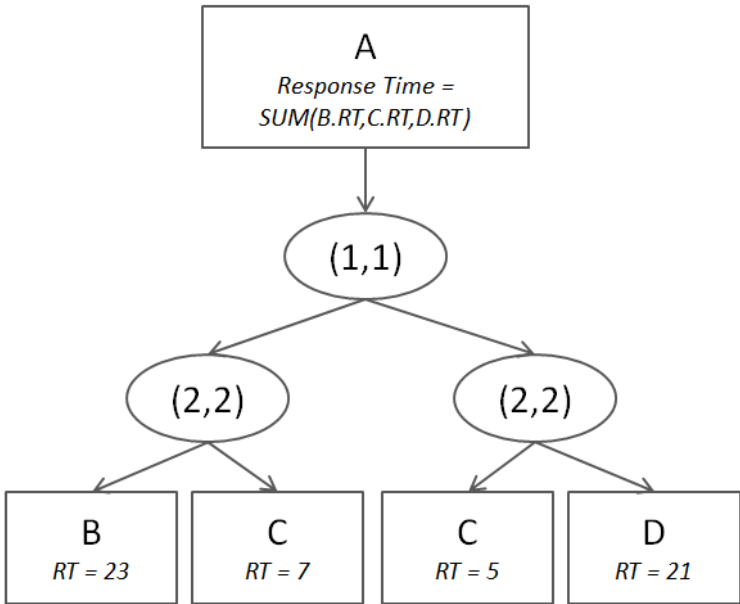 A
Response Time =
SUM(B.RT,C.RT,D.RT)
(1,1)
(2,2)
(2,2)
B
RT = 23
C
RT = 7
C
RT = 5
D
RT = 21